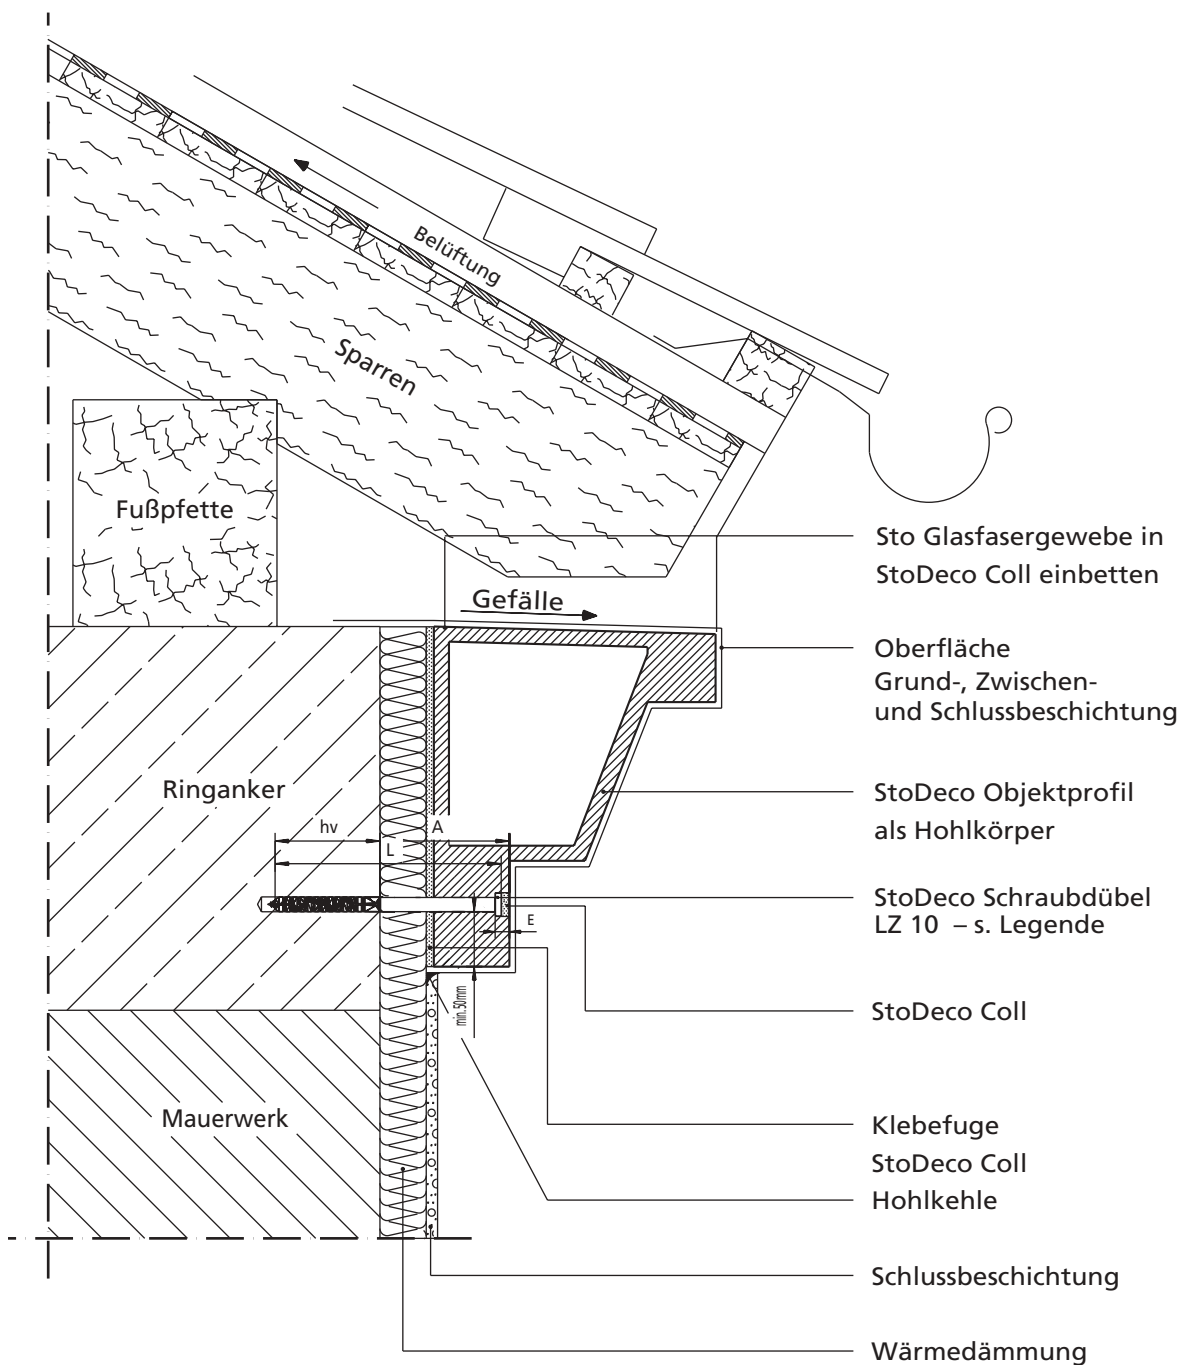 Belüftung
Sparren
Fußpfette
Sto Glasfasergewebe in
StoDeco Coll einbetten
Gefälle
Oberfläche
Grund-, Zwischen-
und Schlussbeschichtung
Ringanker
StoDeco Objektprofil
als Hohlkörper
hv
A
L
StoDeco Schraubdübel
LZ 10 – s. Legende
E
min.50mm
StoDeco Coll
Mauerwerk
Klebefuge
StoDeco Coll
Hohlkehle
Schlussbeschichtung
Wärmedämmung